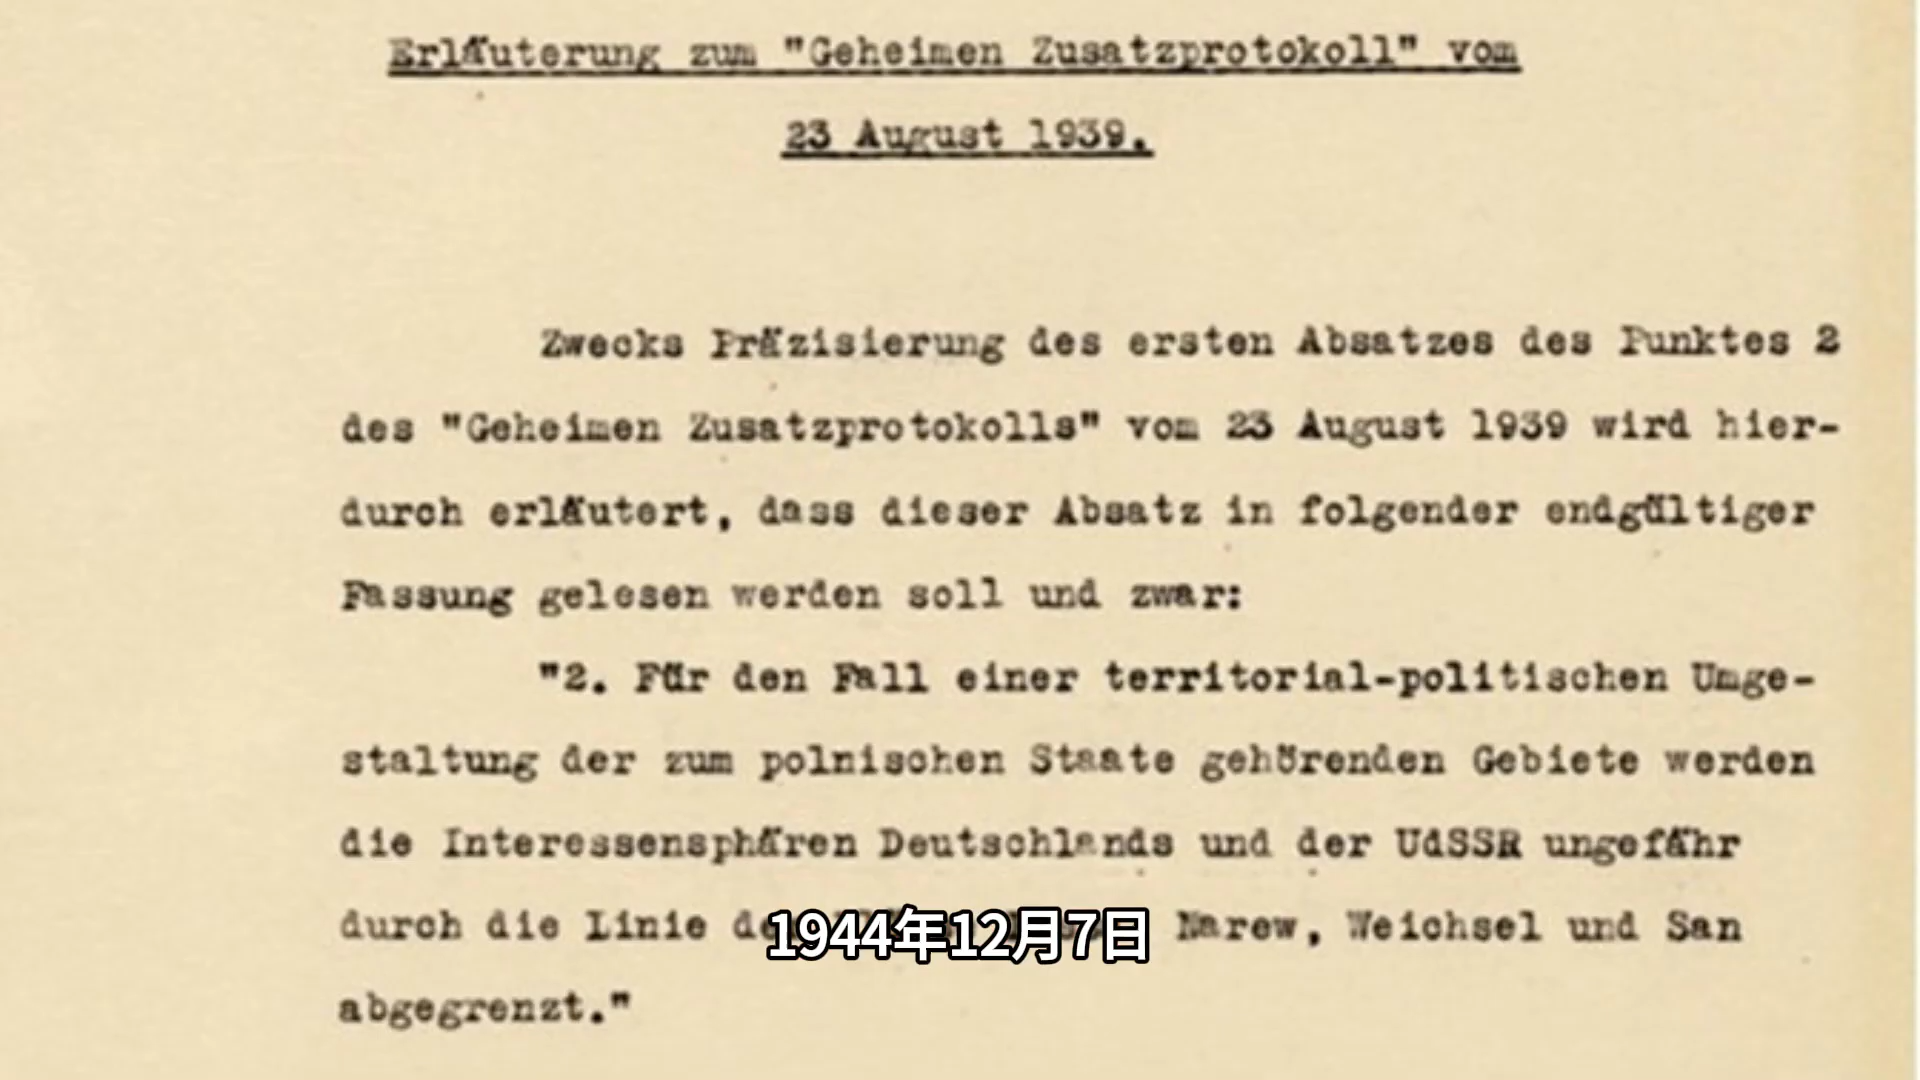 Erläuterung zum "Geheimen Zusatzprotokoll" vom
23 August 1939.
Zwecks Präzisierung des ersten Absatzes des Punktes 2
des "Geheimen Zusatzprotokolls" vom 23 August 1939 wird hier-
durch erläutert, dass dieser Absatz in folgender endgültiger
Fassung gelesen werden soll und zwar:
"2. Für den Fall einer territorial-politischen Umge-
staltung der zum polnischen Staate gehörenden Gebiete werden
die Interessensphären Deutschlands und der UdSSR ungefähr
durch die Linie Narew, Weichsel und San
1944年12月7日
abgegrenzt."